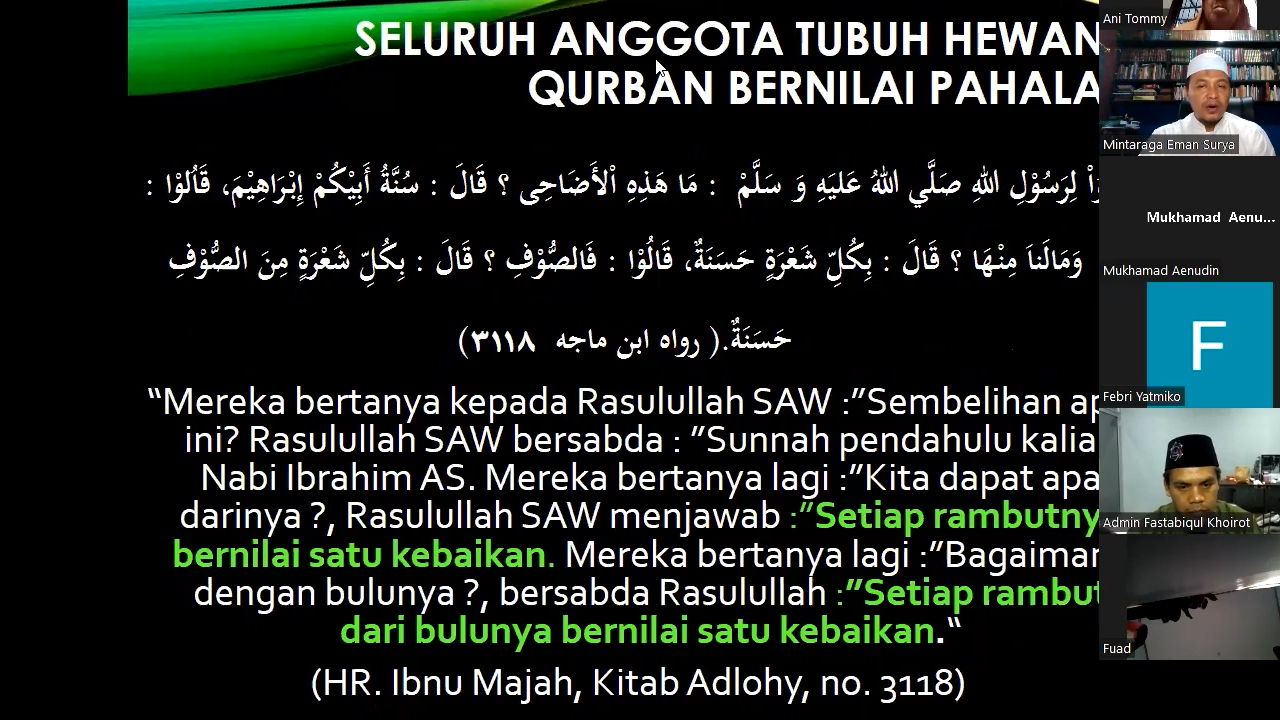 SELURUH ANGGOTA TUBUH HEWAN
QURBAN BERNILAI PAHALA
لِرَسُوْلِ اللهِ صَلَّي اللهُ عَليَهِ وَ سَلَّمْ : مَا هَذِهِ اْلأَضَاحِى ؟ قَالَ : سُنَّةُ أَبِيْكُمْ إِبْرَاهِيْمَ، قَالُوْا :
وَمَالَناَ مِنْهَا ؟ قَالَ : بِكُلِّ شَعْرَةٍ حَسَنَةٌ، قَالُوْا : فَالصُّوْفِ ؟ قَالَ : بِكُلِّ شَعْرَةٍ مِنَ الصُّوْفِ
حَسَنَةٌ.( رواه ابن ماجه ٣١١٨)
“Mereka bertanya kepada Rasulullah SAW :”Sembelihan
ini? Rasulullah SAW bersabda : ”Sunnah pendahulu kalia
Nabi Ibrahim AS. Mereka bertanya lagi :”Kita dapat apa
darinya ?, Rasulullah SAW menjawab :”Setiap rambutny
bernilai satu kebaikan. Mereka bertanya lagi :”Bagaiman
dengan bulunya ?, bersabda Rasulullah :”Setiap rambut
dari bulunya bernilai satu kebaikan.“
(HR. Ibnu Majah, Kitab Adlohy, no. 3118)
Ani Tommy
Mintaraga Eman Surya
Mukhamad Aenu...
Mukhamad Aenudin
F
Febri Yatmiko
Admin Fastabiqul Khoirot
Fuad